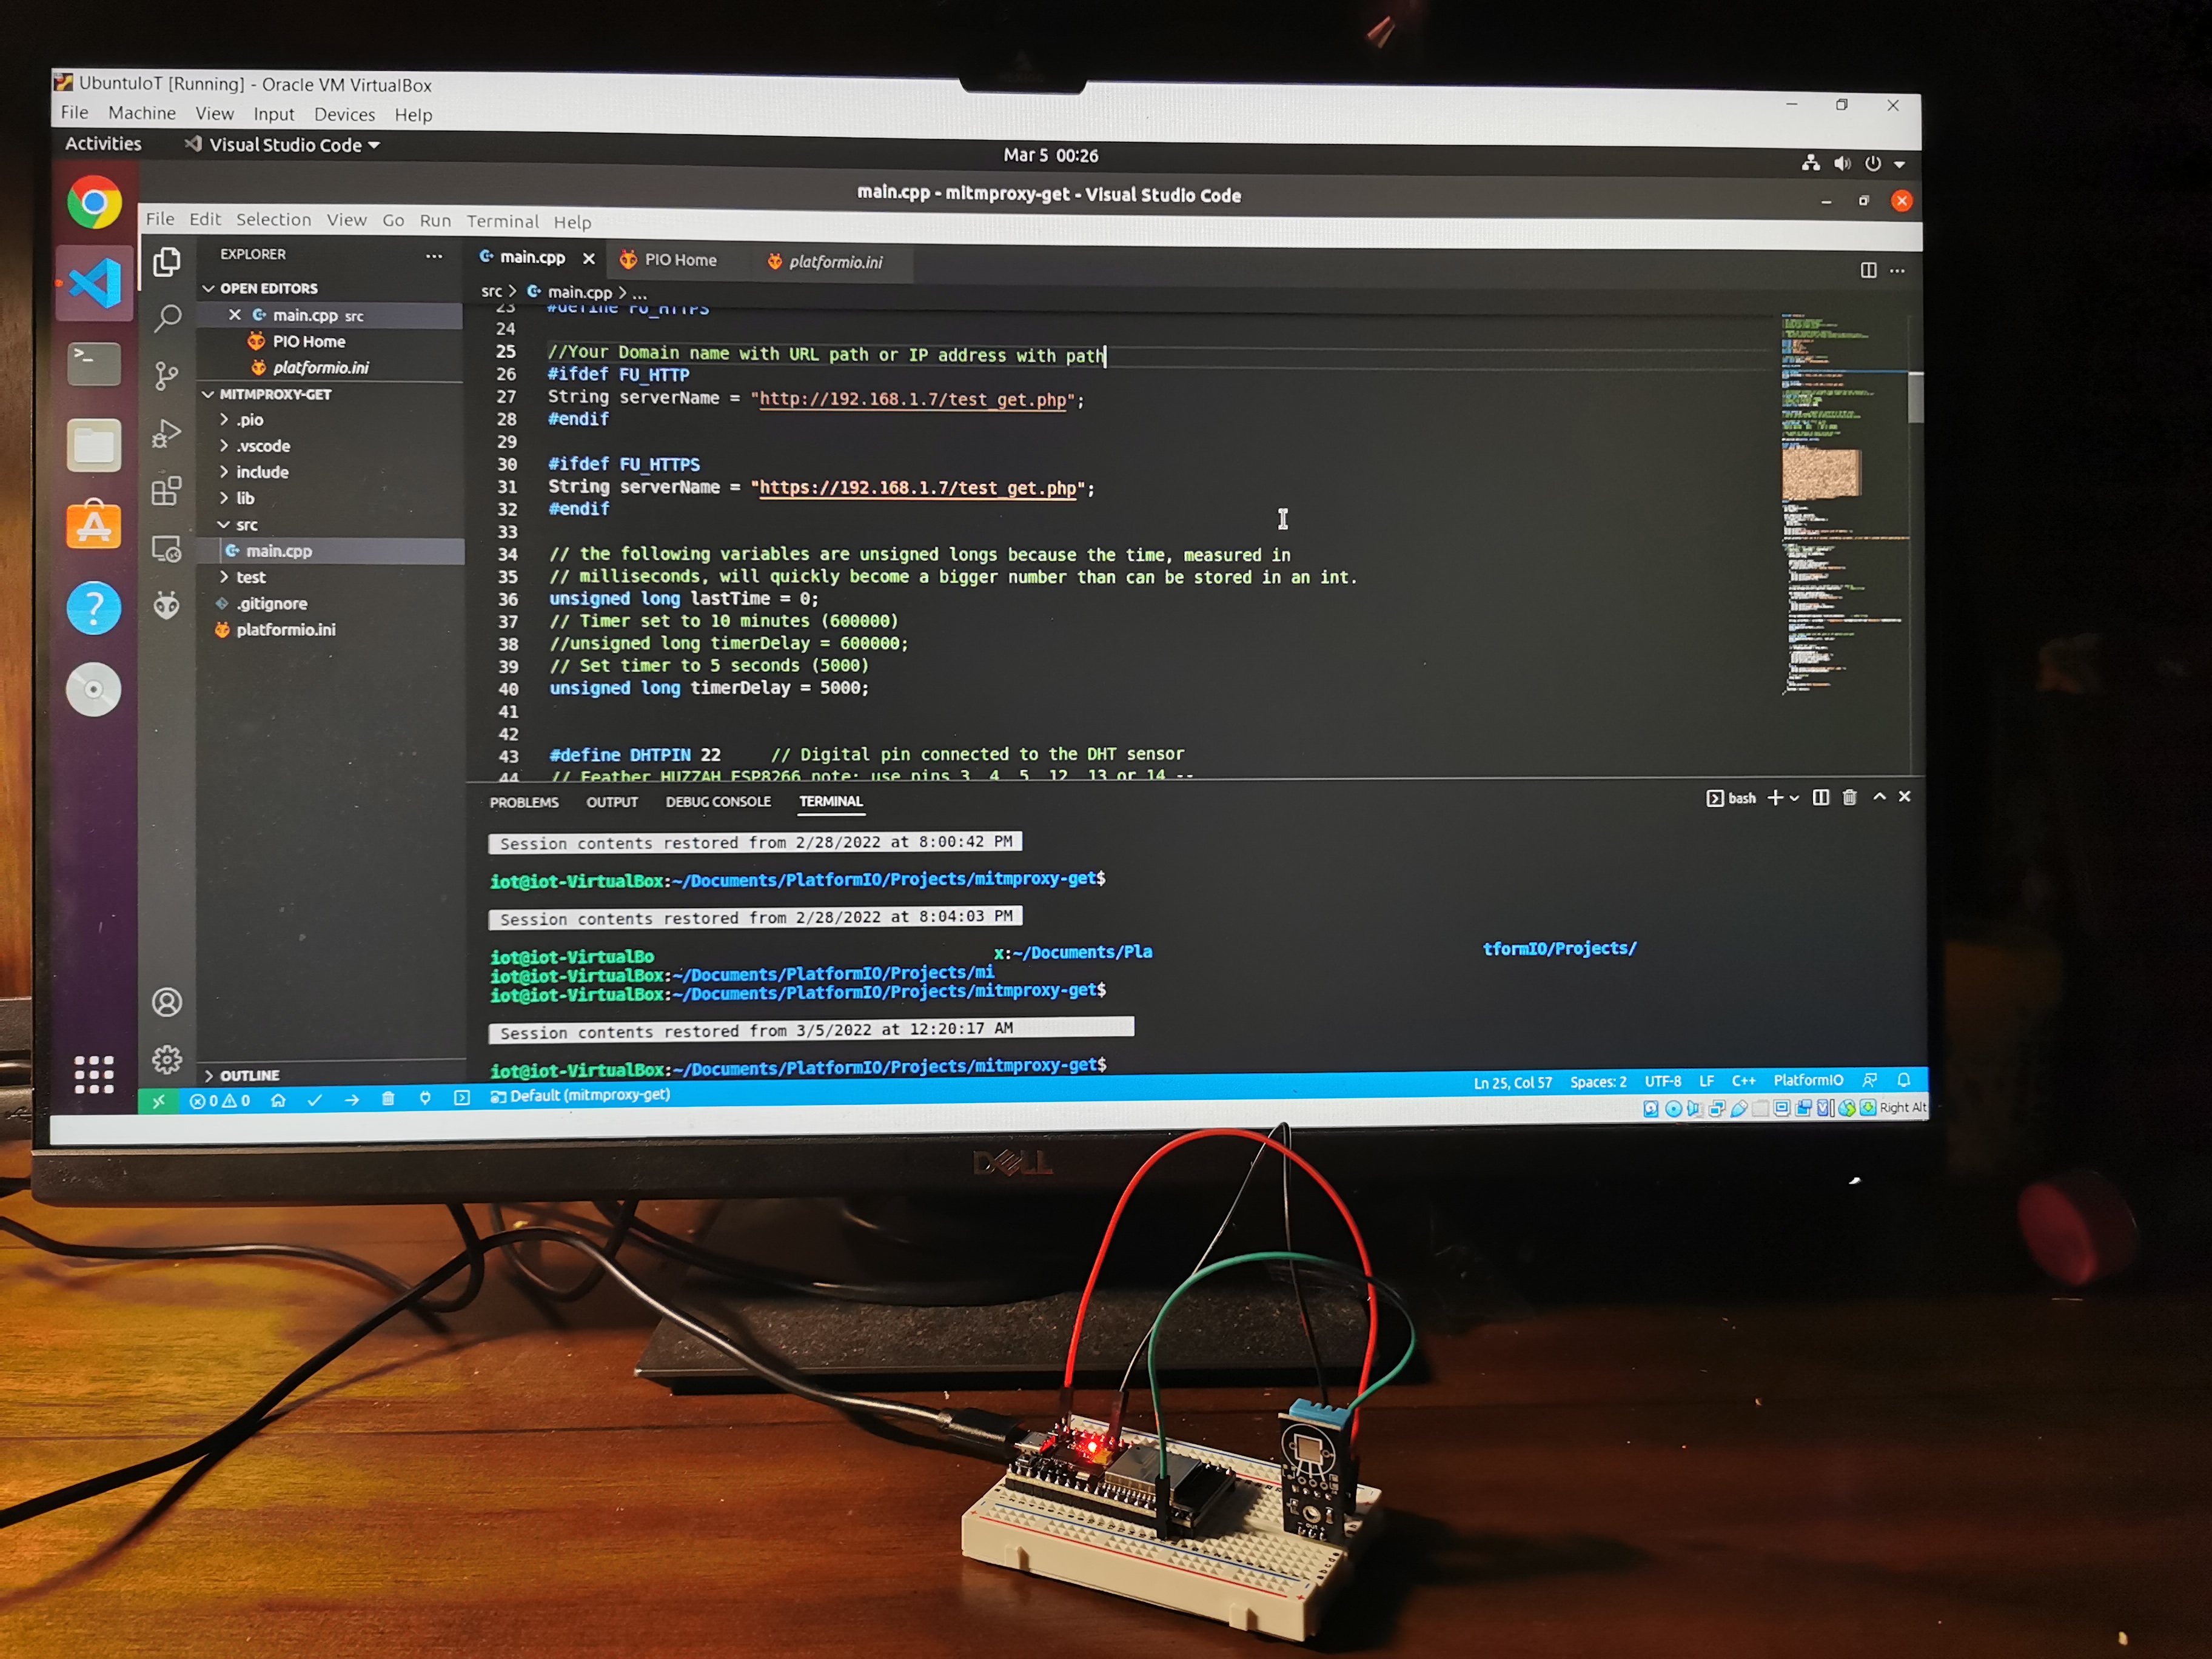 UbuntuIoT [Running] - Oracle VM VirtualBox
File Machine View Input Devices Help
Activities Visual Studio Code Mar 5 00:26
main.cpp - mitmproxy-get - Visual Studio Code
File Edit Selection View Go Run Terminal Help
EXPLORER
OPEN EDITORS
main.cpp src
PIO Home
platformio.ini
MITMPROXY-GET
.pio
.vscode
include
lib
src
main.cpp
test
.gitignore
platformio.ini
OUTLINE
main.cpp PIO Home platformio.ini
src > main.cpp > ...
23 #define FU_HTTPS
24
25 //Your Domain name with URL path or IP address with path
26 #ifdef FU_HTTP
27 String serverName = "http://192.168.1.7/test_get.php";
28 #endif
29
30 #ifdef FU_HTTPS
31 String serverName = "https://192.168.1.7/test_get.php";
32 #endif
33
34 // the following variables are unsigned longs because the time, measured in
35 // milliseconds, will quickly become a bigger number than can be stored in an int.
36 unsigned long lastTime = 0;
37 // Timer set to 10 minutes (600000)
38 //unsigned long timerDelay = 600000;
39 // Set timer to 5 seconds (5000)
40 unsigned long timerDelay = 5000;
41
42
43 #define DHTPIN 22 // Digital pin connected to the DHT sensor
44 // Feather HUZZAH ESP8266 note: use pins 3, 4, 5, 12, 13 or 14 --
PROBLEMS OUTPUT DEBUG CONSOLE TERMINAL bash
Session contents restored from 2/28/2022 at 8:00:42 PM
iot@iot-VirtualBox:~/Documents/PlatformIO/Projects/mitmproxy-get$
Session contents restored from 2/28/2022 at 8:04:03 PM
iot@iot-VirtualBo x:~/Documents/Pla tformIO/Projects/
iot@iot-VirtualBox:~/Documents/PlatformIO/Projects/mi
iot@iot-VirtualBox:~/Documents/PlatformIO/Projects/mitmproxy-get$
Session contents restored from 3/5/2022 at 12:20:17 AM
iot@iot-VirtualBox:~/Documents/PlatformIO/Projects/mitmproxy-get$
0 0 Default (mitmproxy-get) Ln 25, Col 57 Spaces: 2 UTF-8 LF C++ PlatformIO
Right Alt
DELL
out